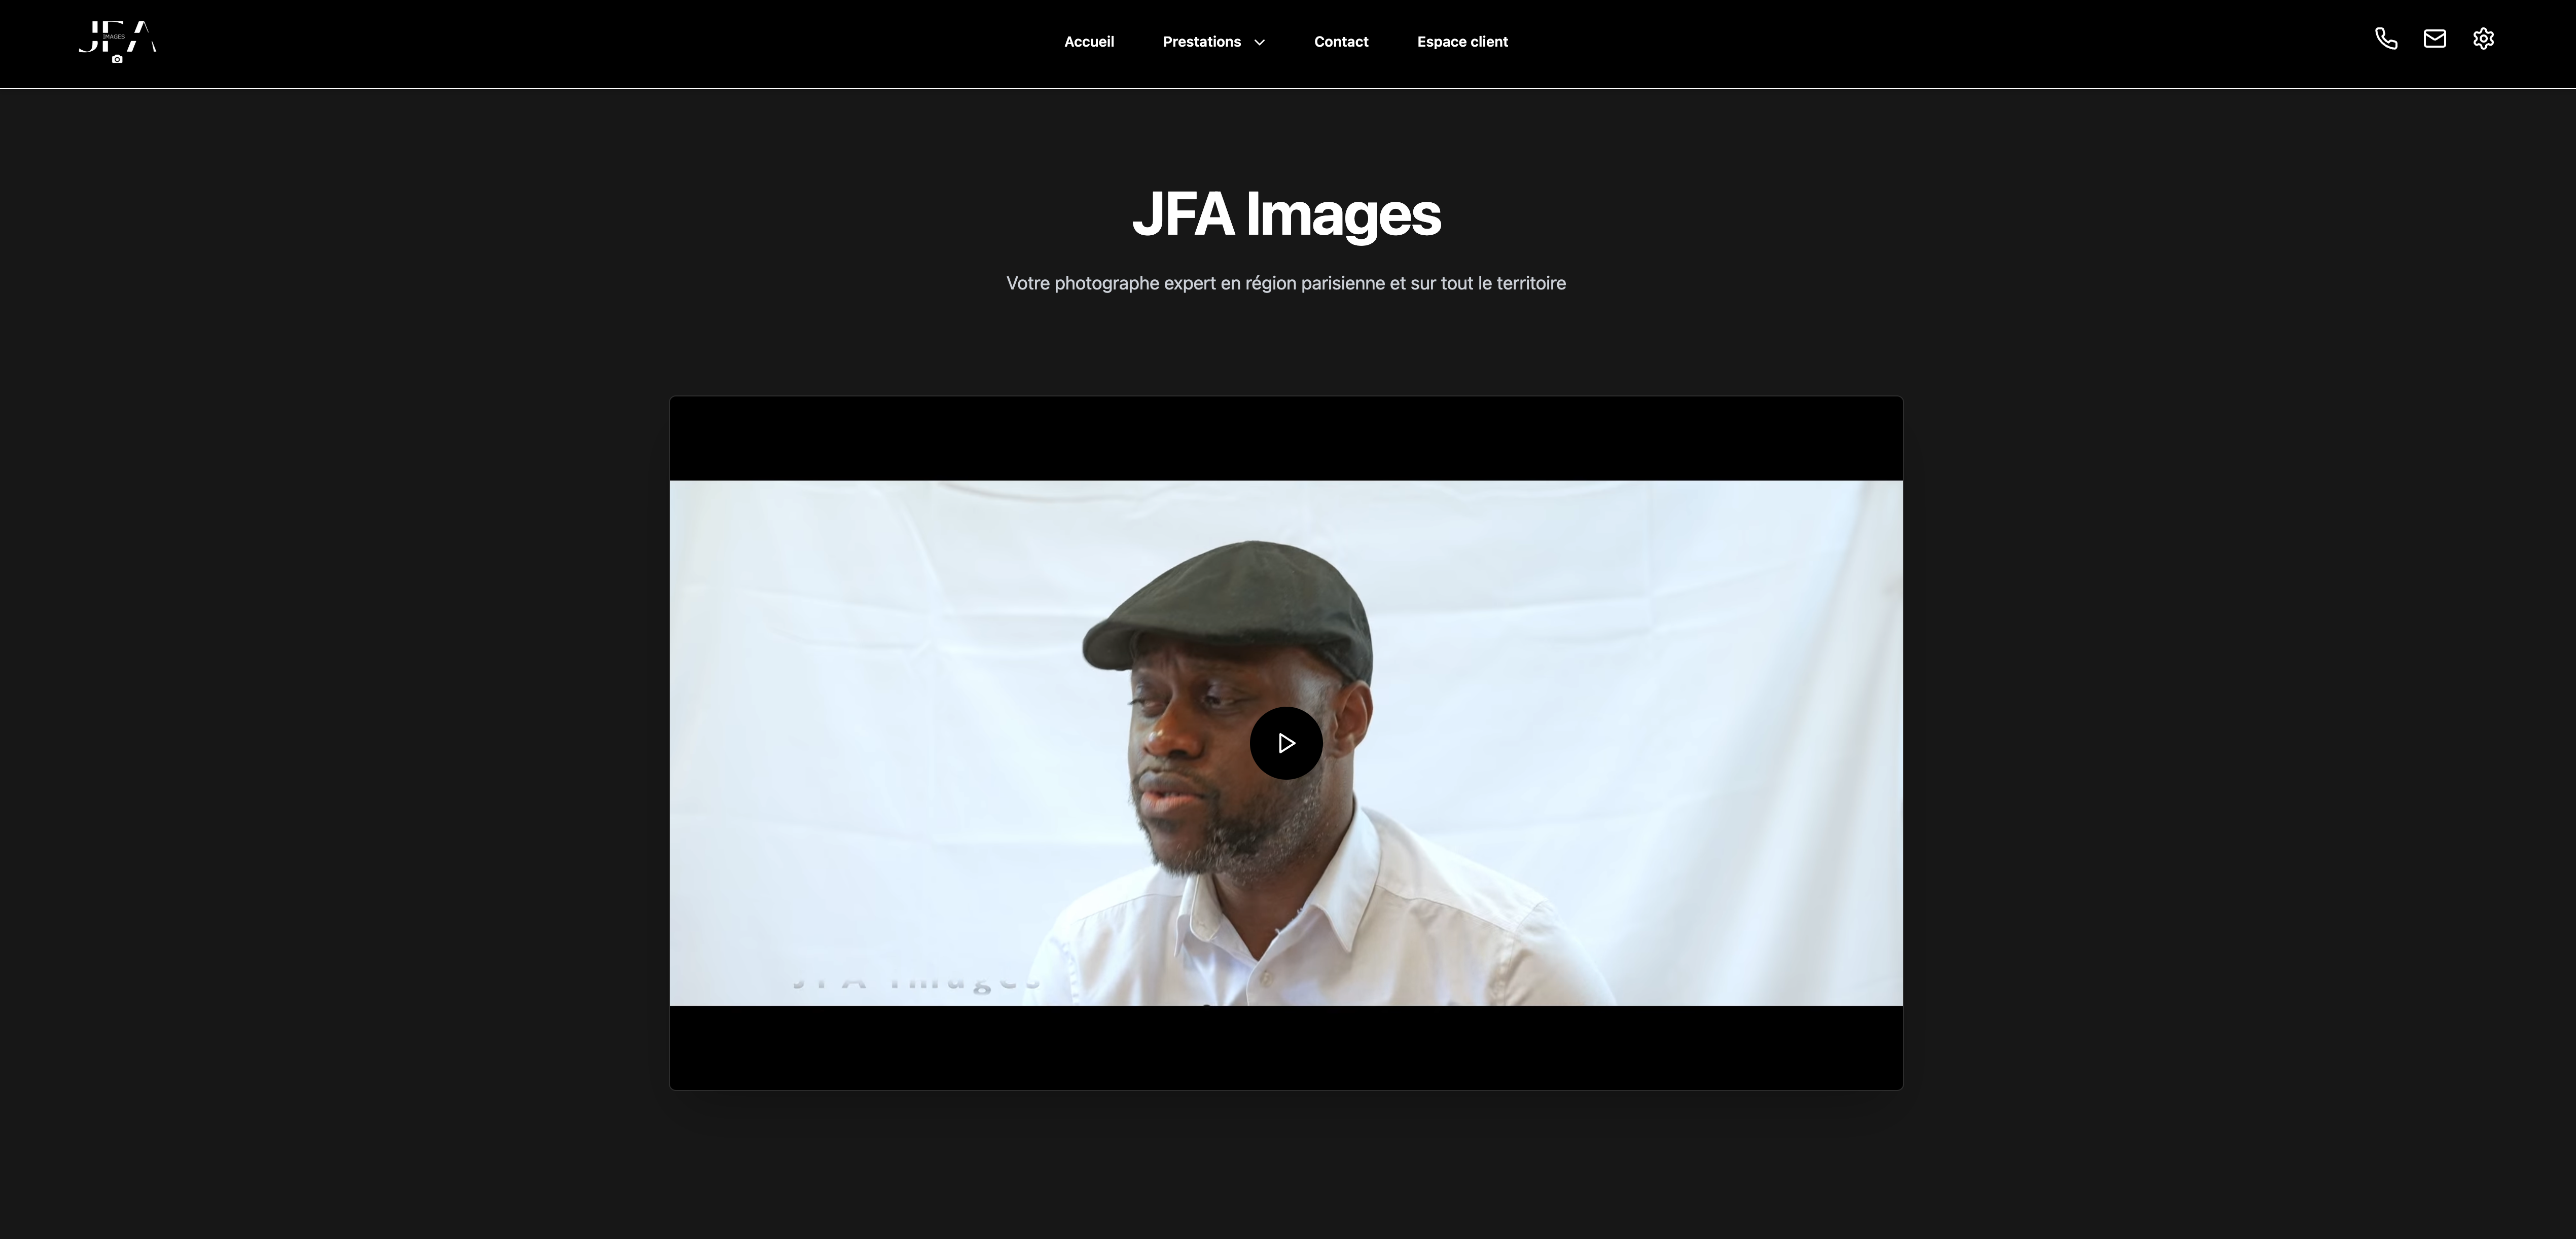 JFA
IMAGES
Accueil
Prestations
Contact
Espace client
JFA Images
Votre photographe expert en région parisienne et sur tout le territoire
JFA Images